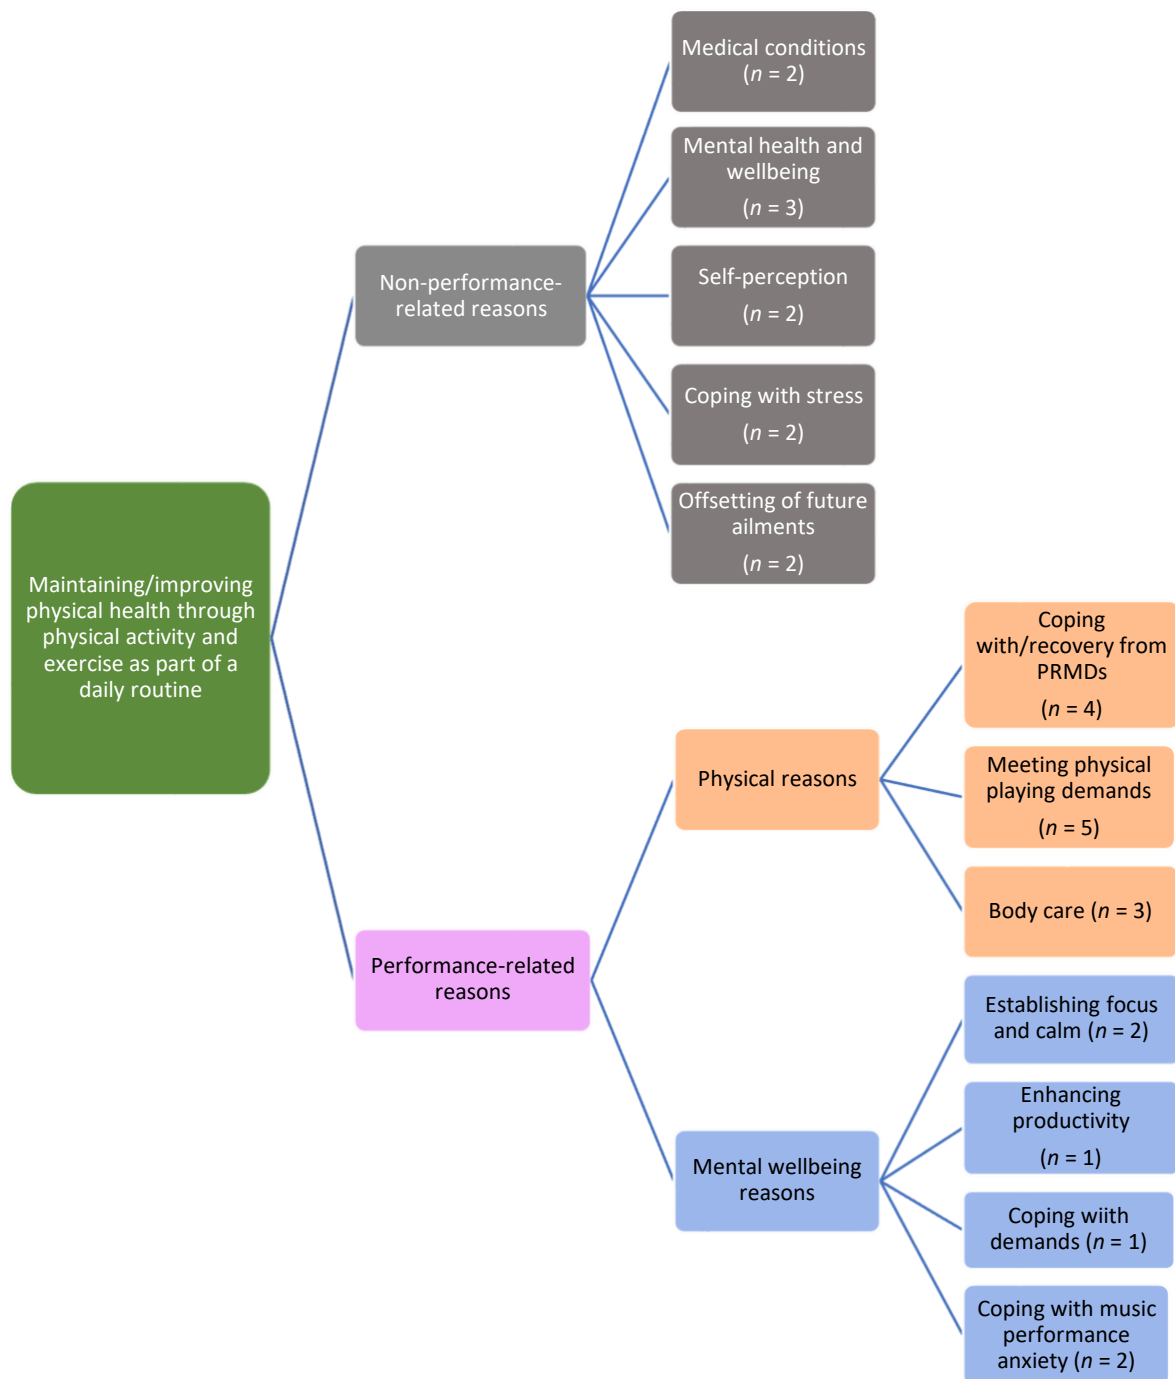 Medical conditions
(n = 2)
Mental health and
wellbeing
(n = 3)
Non-performance-
related reasons
Self-perception
(n = 2)
Coping with stress
(n = 2)
Offsetting of future
ailments
(n = 2)
Maintaining/improving
physical health through
physical activity and
exercise as part of a
daily routine
Coping
with/recovery from
PRMDs
(n = 4)
Physical reasons
Meeting physical
playing demands
(n = 5)
Body care (n = 3)
Performance-related
reasons
Establishing focus
and calm (n = 2)
Enhancing
productivity
(n = 1)
Mental wellbeing
reasons
Coping wiith
demands (n = 1)
Coping with music
performance
anxiety (n = 2)